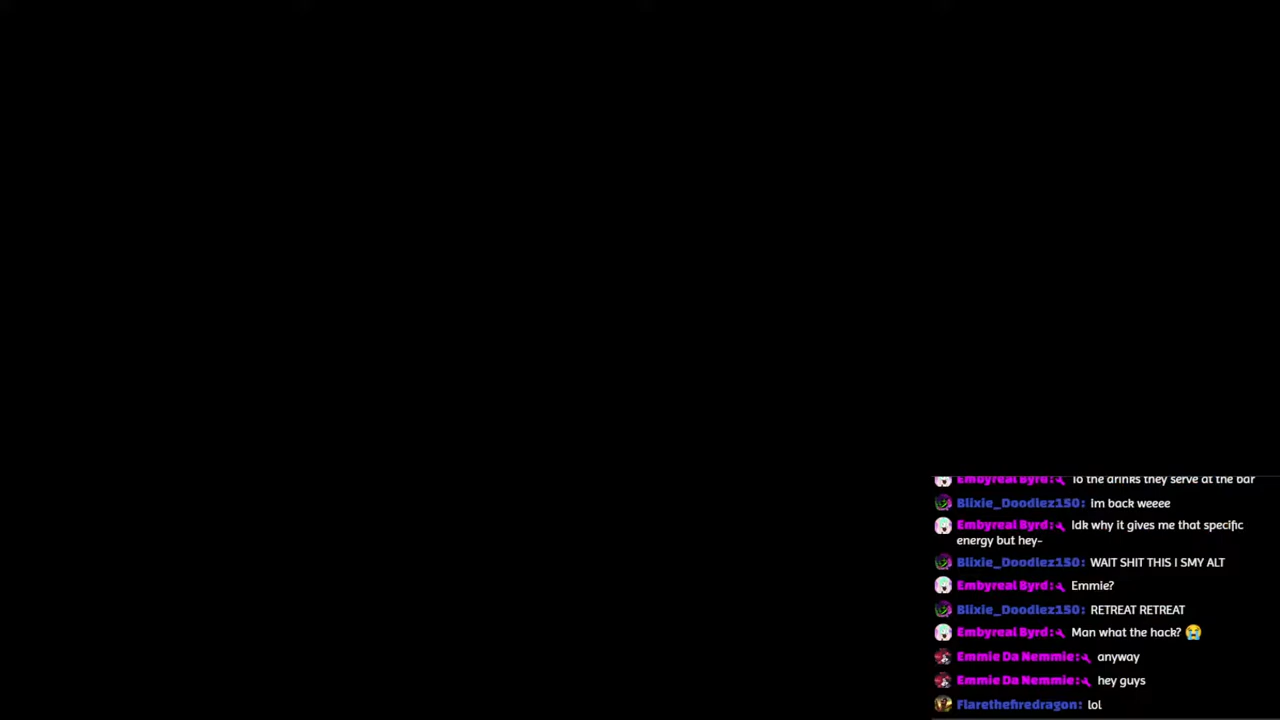 Embyreal Byrd: To the drinks they serve at the bar
Blixie_Doodlez150: im back weeee
Embyreal Byrd: Idk why it gives me that specific
energy but hey-
Blixie_Doodlez150: WAIT SHIT THIS I SMY ALT
Embyreal Byrd: Emmie?
Blixie_Doodlez150: RETREAT RETREAT
Embyreal Byrd: Man what the hack? 😭
Emmie Da Nemmie: anyway
Emmie Da Nemmie: hey guys
Flarethefiredragon: lol